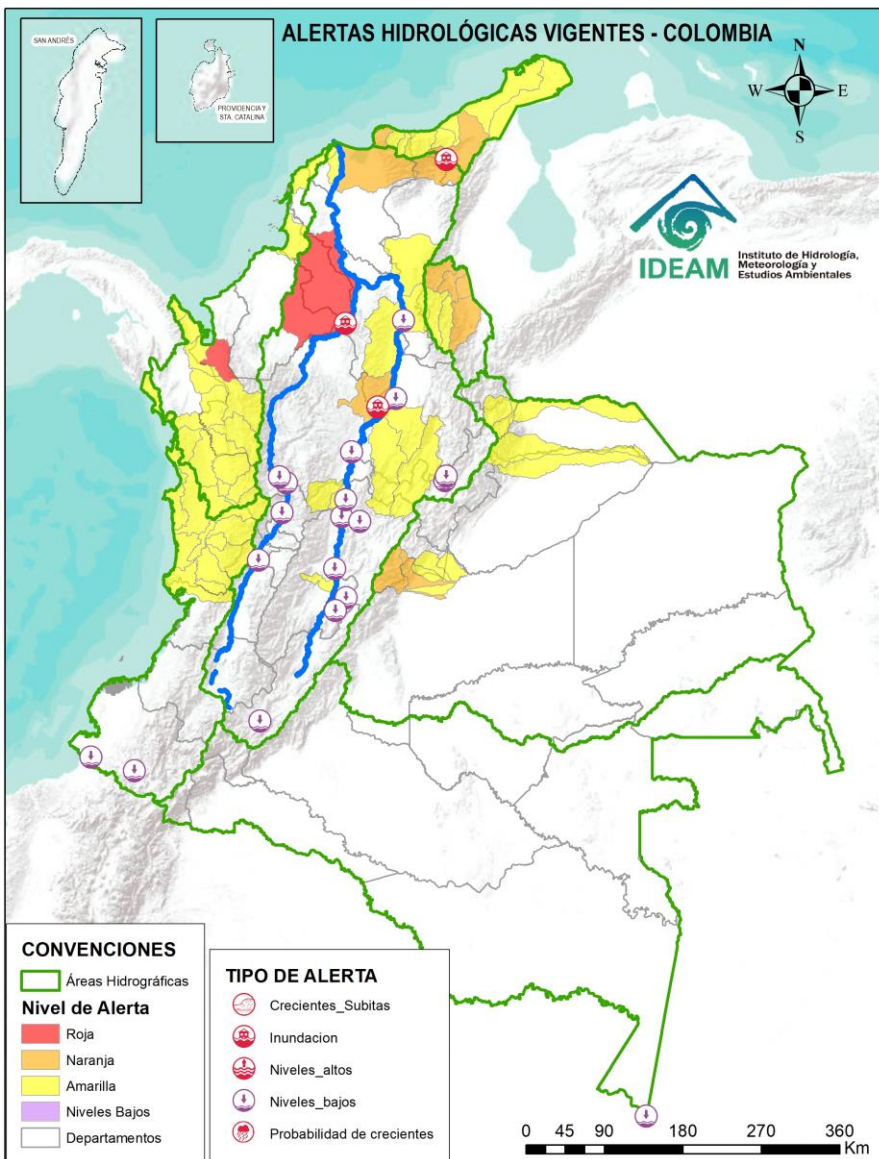 ALERTAS HIDROLÓGICAS VIGENTES - COLOMBIA
SAN ANDRÉS
PROVIDENCIA Y
STA. CATALINA
N
W
E
S
IDEAM
Instituto de Hidrología,
Meteorología y
Estudios Ambientales
CONVENCIONES
Áreas Hidrográficas
Nivel de Alerta
Roja
Naranja
Amarilla
Niveles Bajos
Departamentos
TIPO DE ALERTA
Crecientes_Subitas
Inundacion
Niveles_altos
Niveles_bajos
Probabilidad de crecientes
0 45 90 180 270 360
Km